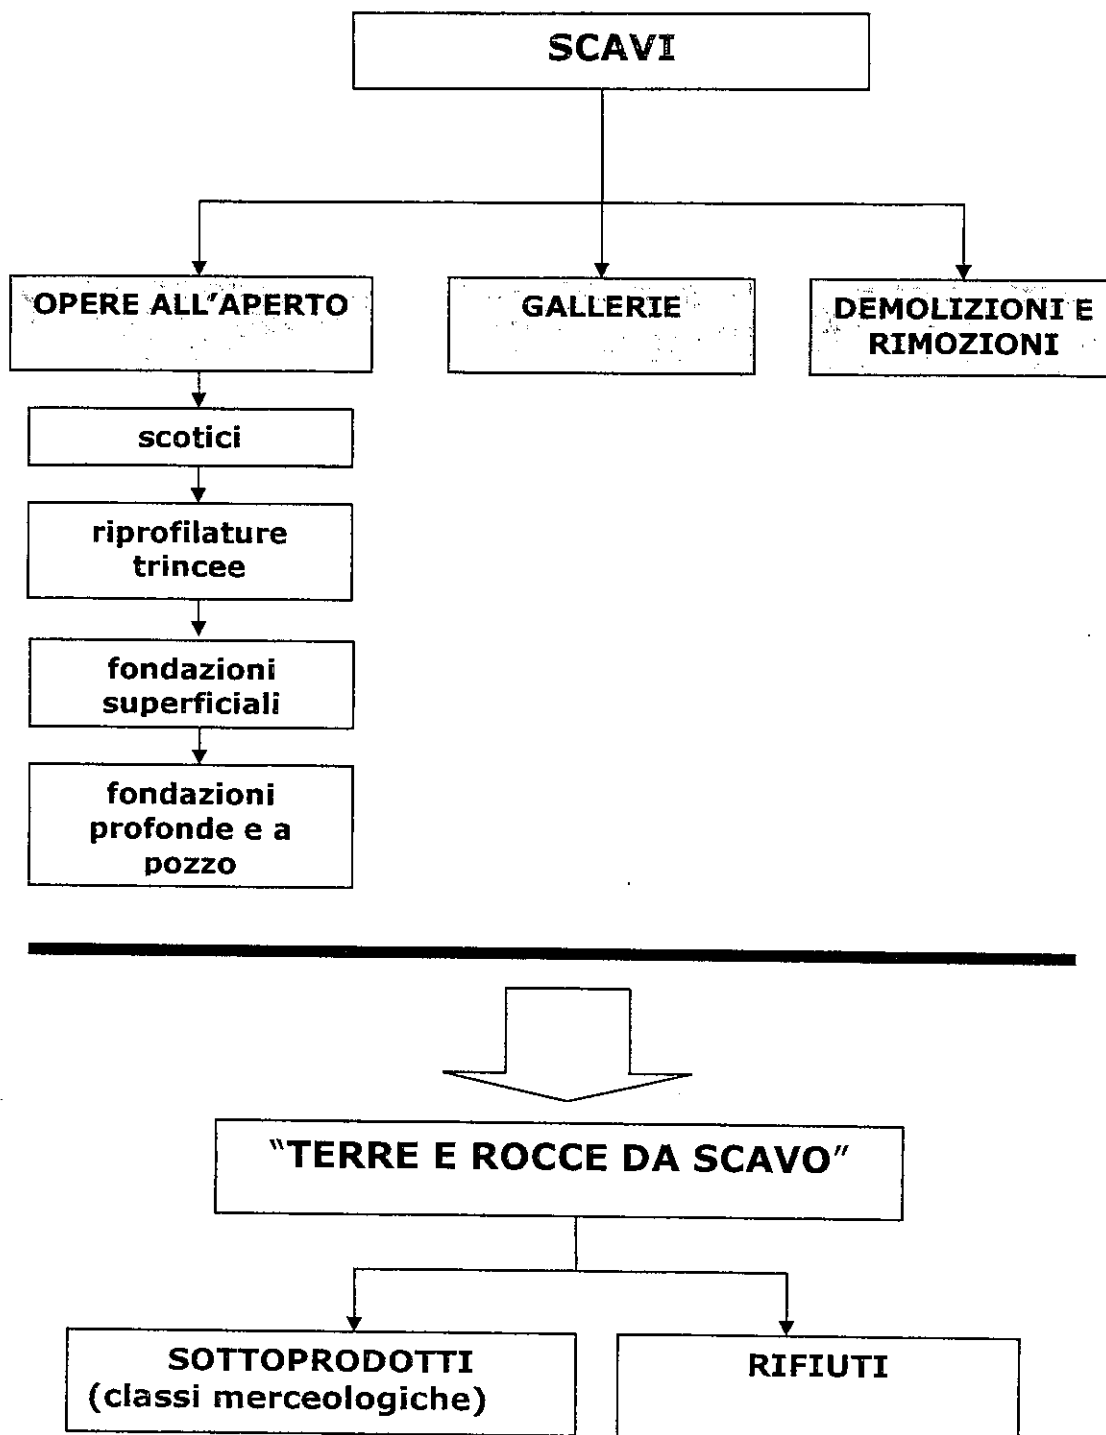 SCAVI
OPERE ALL'APERTO
GALLERIE
DEMOLIZIONI E
RIMOZIONI
scotici
riprofilature
trincee
fondazioni
superficiali
fondazioni
profonde e a
pozzo
"TERRE E ROCCE DA SCAVO"
SOTTOPRODOTTI
(classi merceologiche)
RIFIUTI